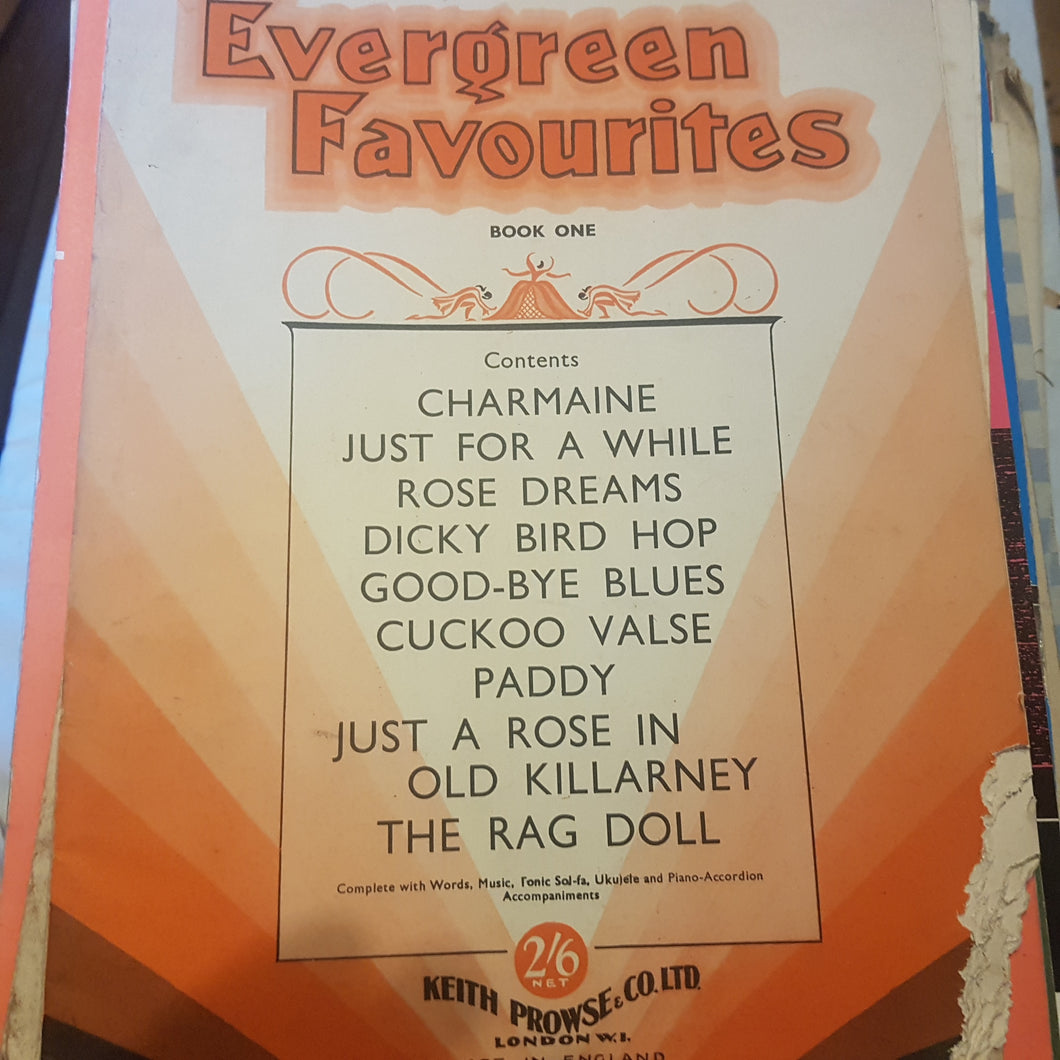 Evergreen
Favourites
BOOK ONE
Contents
CHARMAINE
JUST FOR A WHILE
ROSE DREAMS
DICKY BIRD HOP
GOOD-BYE BLUES
CUCKOO VALSE
PADDY
JUST A ROSE IN
OLD KILLARNEY
THE RAG DOLL
Complete with Words, Music, Tonic Sol-fa, Ukulele and Piano-Accordion
Accompaniments
2/6
NET
KEITH PROWSE & CO. LTD.
LONDON W.1.
IN ENGLAND